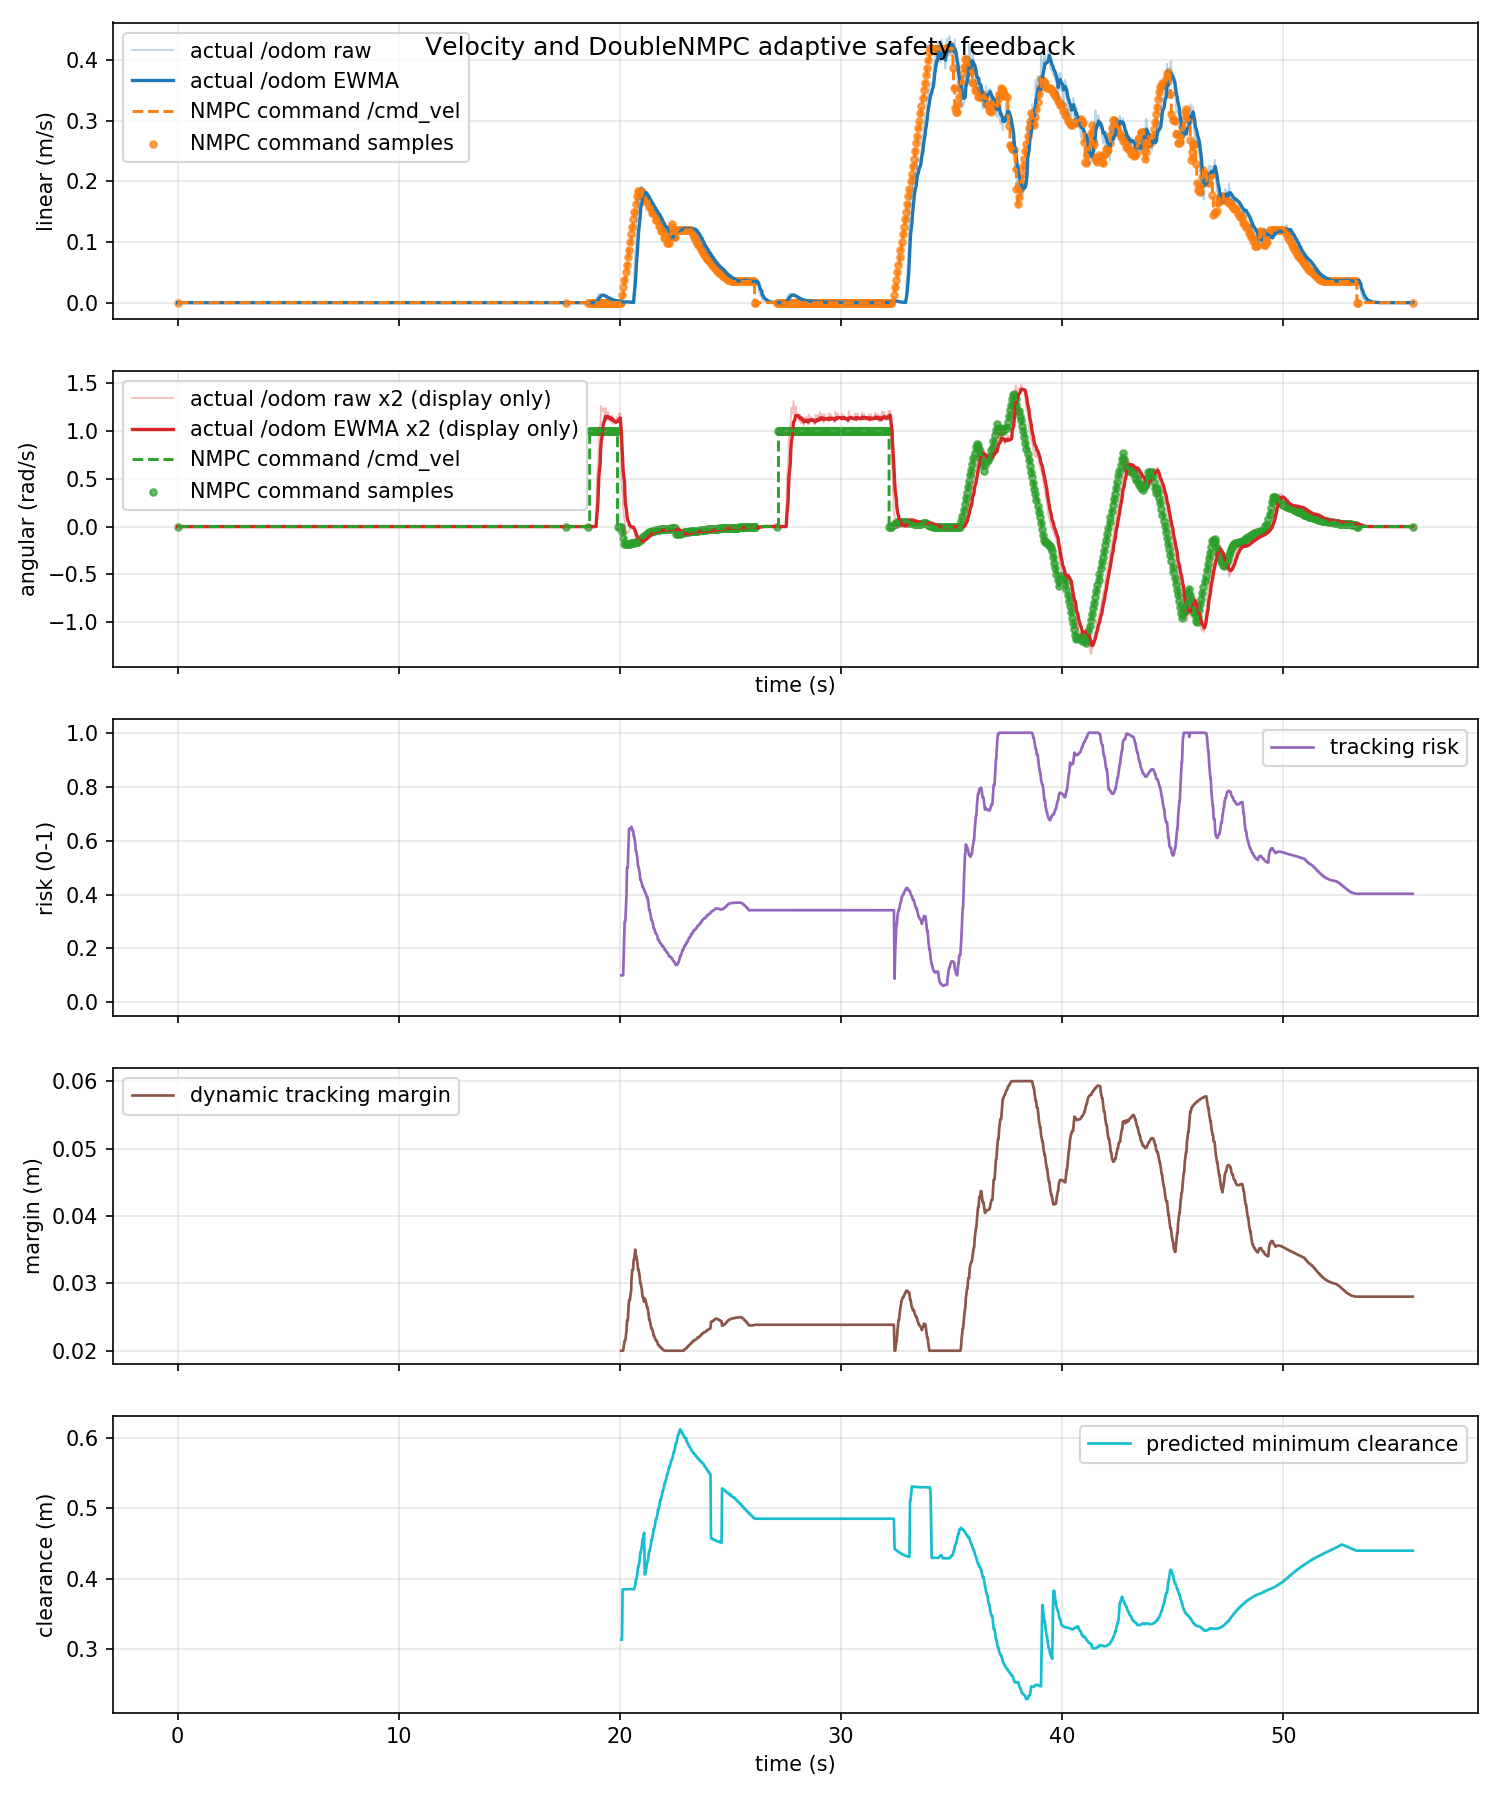 Velocity and DoubleNMPC adaptive safety feedback
actual /odom raw
actual /odom EWMA
NMPC command /cmd_vel
NMPC command samples
linear (m/s)
0.4
0.3
0.2
0.1
0.0
actual /odom raw x2 (display only)
actual /odom EWMA x2 (display only)
NMPC command /cmd_vel
NMPC command samples
angular (rad/s)
1.5
1.0
0.5
0.0
−0.5
−1.0
time (s)
tracking risk
risk (0-1)
1.0
0.8
0.6
0.4
0.2
0.0
dynamic tracking margin
margin (m)
0.06
0.05
0.04
0.03
0.02
predicted minimum clearance
clearance (m)
0.6
0.5
0.4
0.3
0 10 20 30 40 50
time (s)